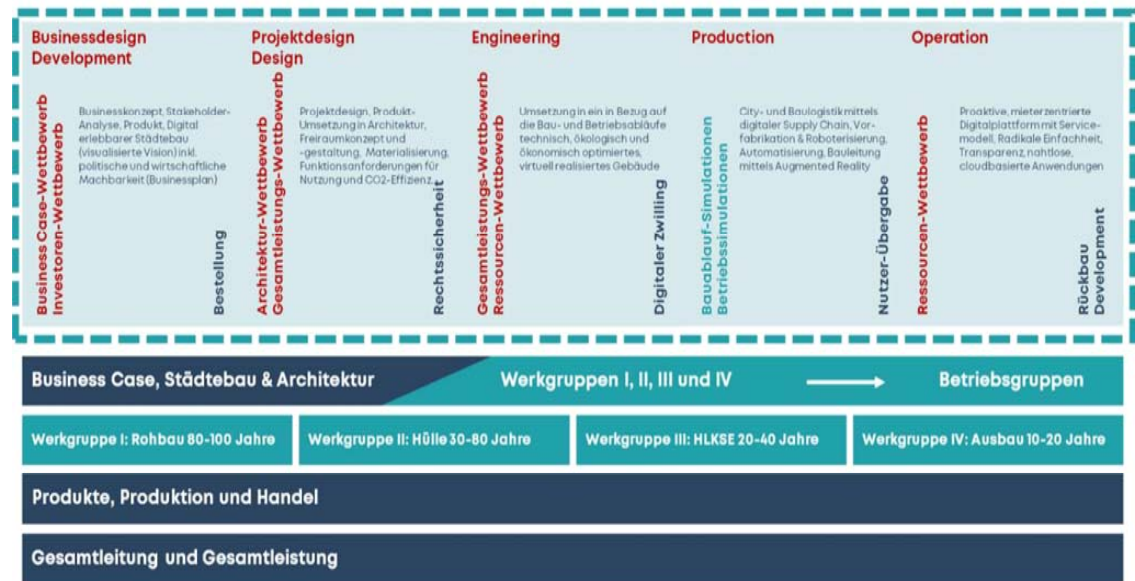 Businessdesign
Development
Business Case-Wettbewerb
Investoren-Wettbewerb
Businesskonzept, Stakeholder-
Analyse, Produkt, Digital
erlebbarer Städtebau
(visualisierte Vision) inkl.
politische und wirtschaftliche
Machbarkeit (Businessplan)
Bestellung
Projektdesign
Design
Architektur-Wettbewerb
Gesamtleistungs-Wettbewerb
Projektdesign, Produkt-
Umsetzung in Architektur,
Freiraumkonzept und
-gestaltung, Materialisierung,
Funktionsanforderungen für
Nutzung und CO2-Effizienz
Rechtssicherheit
Engineering
Gesamtleistungs-Wettbewerb
Ressourcen-Wettbewerb
Umsetzung in ein in Bezug auf
die Bau- und Betriebsabläufe
technisch, ökologisch und
ökonomisch optimiertes,
virtuell realisiertes Gebäude
Digitaler Zwilling
Production
Bauablauf-Simulationen
Betriebssimulationen
City- und Baulogistik mittels
digitaler Supply Chain, Vor-
fabrikation & Roboterisierung,
Automatisierung, Bauleitung
mittels Augmented Reality
Nutzer-Übergabe
Operation
Ressourcen-Wettbewerb
Proaktive, mieterzentrierte
Digitalplattform mit Service-
modell, Radikale Einfachheit,
Transparenz, nahtlose,
cloudbasierte Anwendungen
Rückbau
Development
Business Case, Städtebau & Architektur
Werkgruppen I, II, III und IV
Betriebsgruppen
Werkgruppe I: Rohbau 80-100 Jahre
Werkgruppe II: Hülle 30-80 Jahre
Werkgruppe III: HLKSE 20-40 Jahre
Werkgruppe IV: Ausbau 10-20 Jahre
Produkte, Produktion und Handel
Gesamtleitung und Gesamtleistung